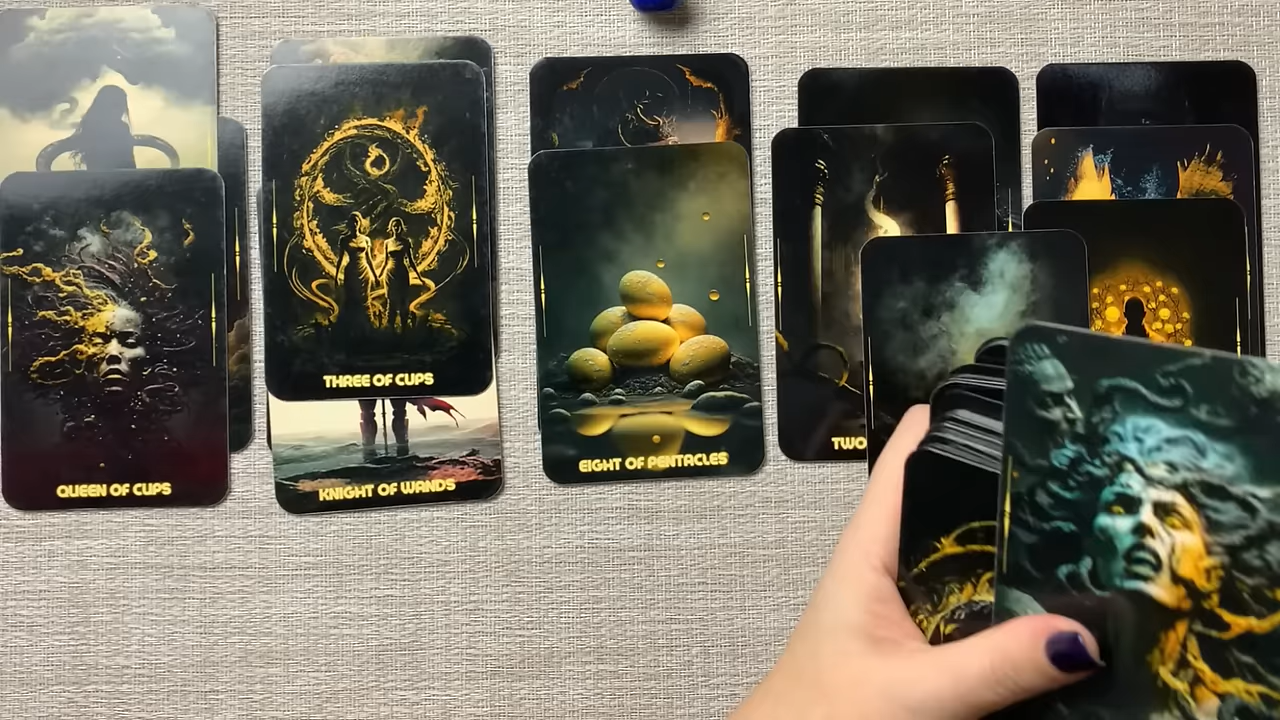 QUEEN OF CUPS
THREE OF CUPS
KNIGHT OF WANDS
EIGHT OF PENTACLES
TWO